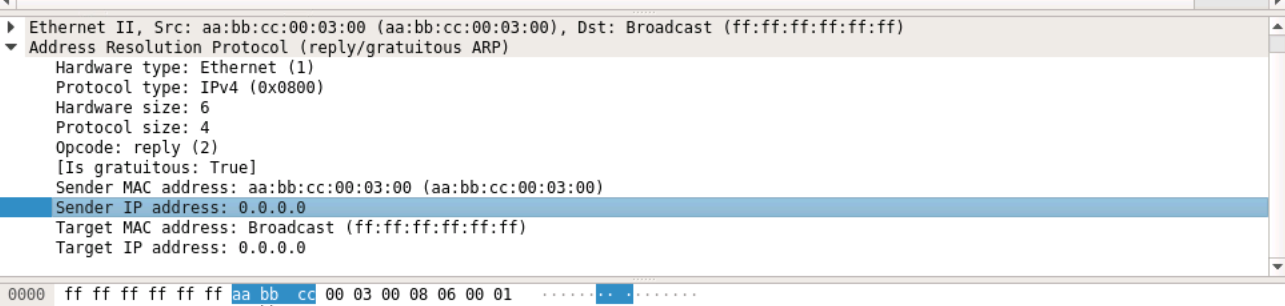 Ethernet II, Src: aa:bb:cc:00:03:00 (aa:bb:cc:00:03:00), Dst: Broadcast (ff:ff:ff:ff:ff:ff)
Address Resolution Protocol (reply/gratuitous ARP)
Hardware type: Ethernet (1)
Protocol type: IPv4 (0x0800)
Hardware size: 6
Protocol size: 4
Opcode: reply (2)
[Is gratuitous: True]
Sender MAC address: aa:bb:cc:00:03:00 (aa:bb:cc:00:03:00)
Sender IP address: 0.0.0.0
Target MAC address: Broadcast (ff:ff:ff:ff:ff:ff)
Target IP address: 0.0.0.0
0000 ff ff ff ff ff ff aa bb cc 00 03 00 08 06 00 01 ········ ········